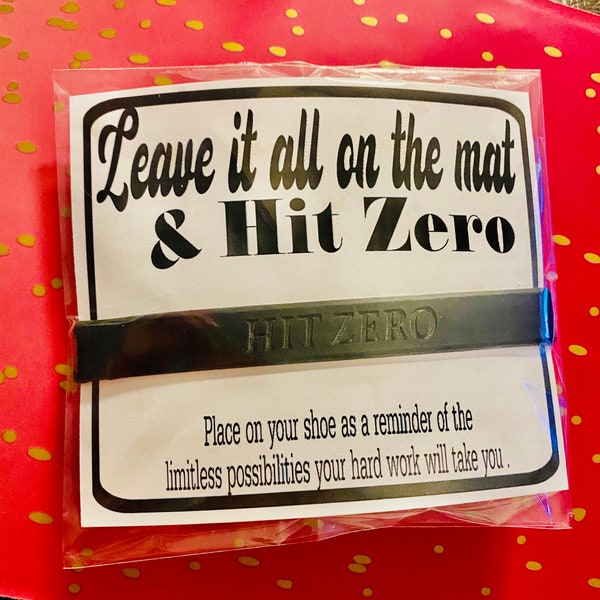 Leave it all on the mat
& Hit Zero
HIT ZERO
Place on your shoe as a reminder of the
limitless possibilities your hard work will take you .